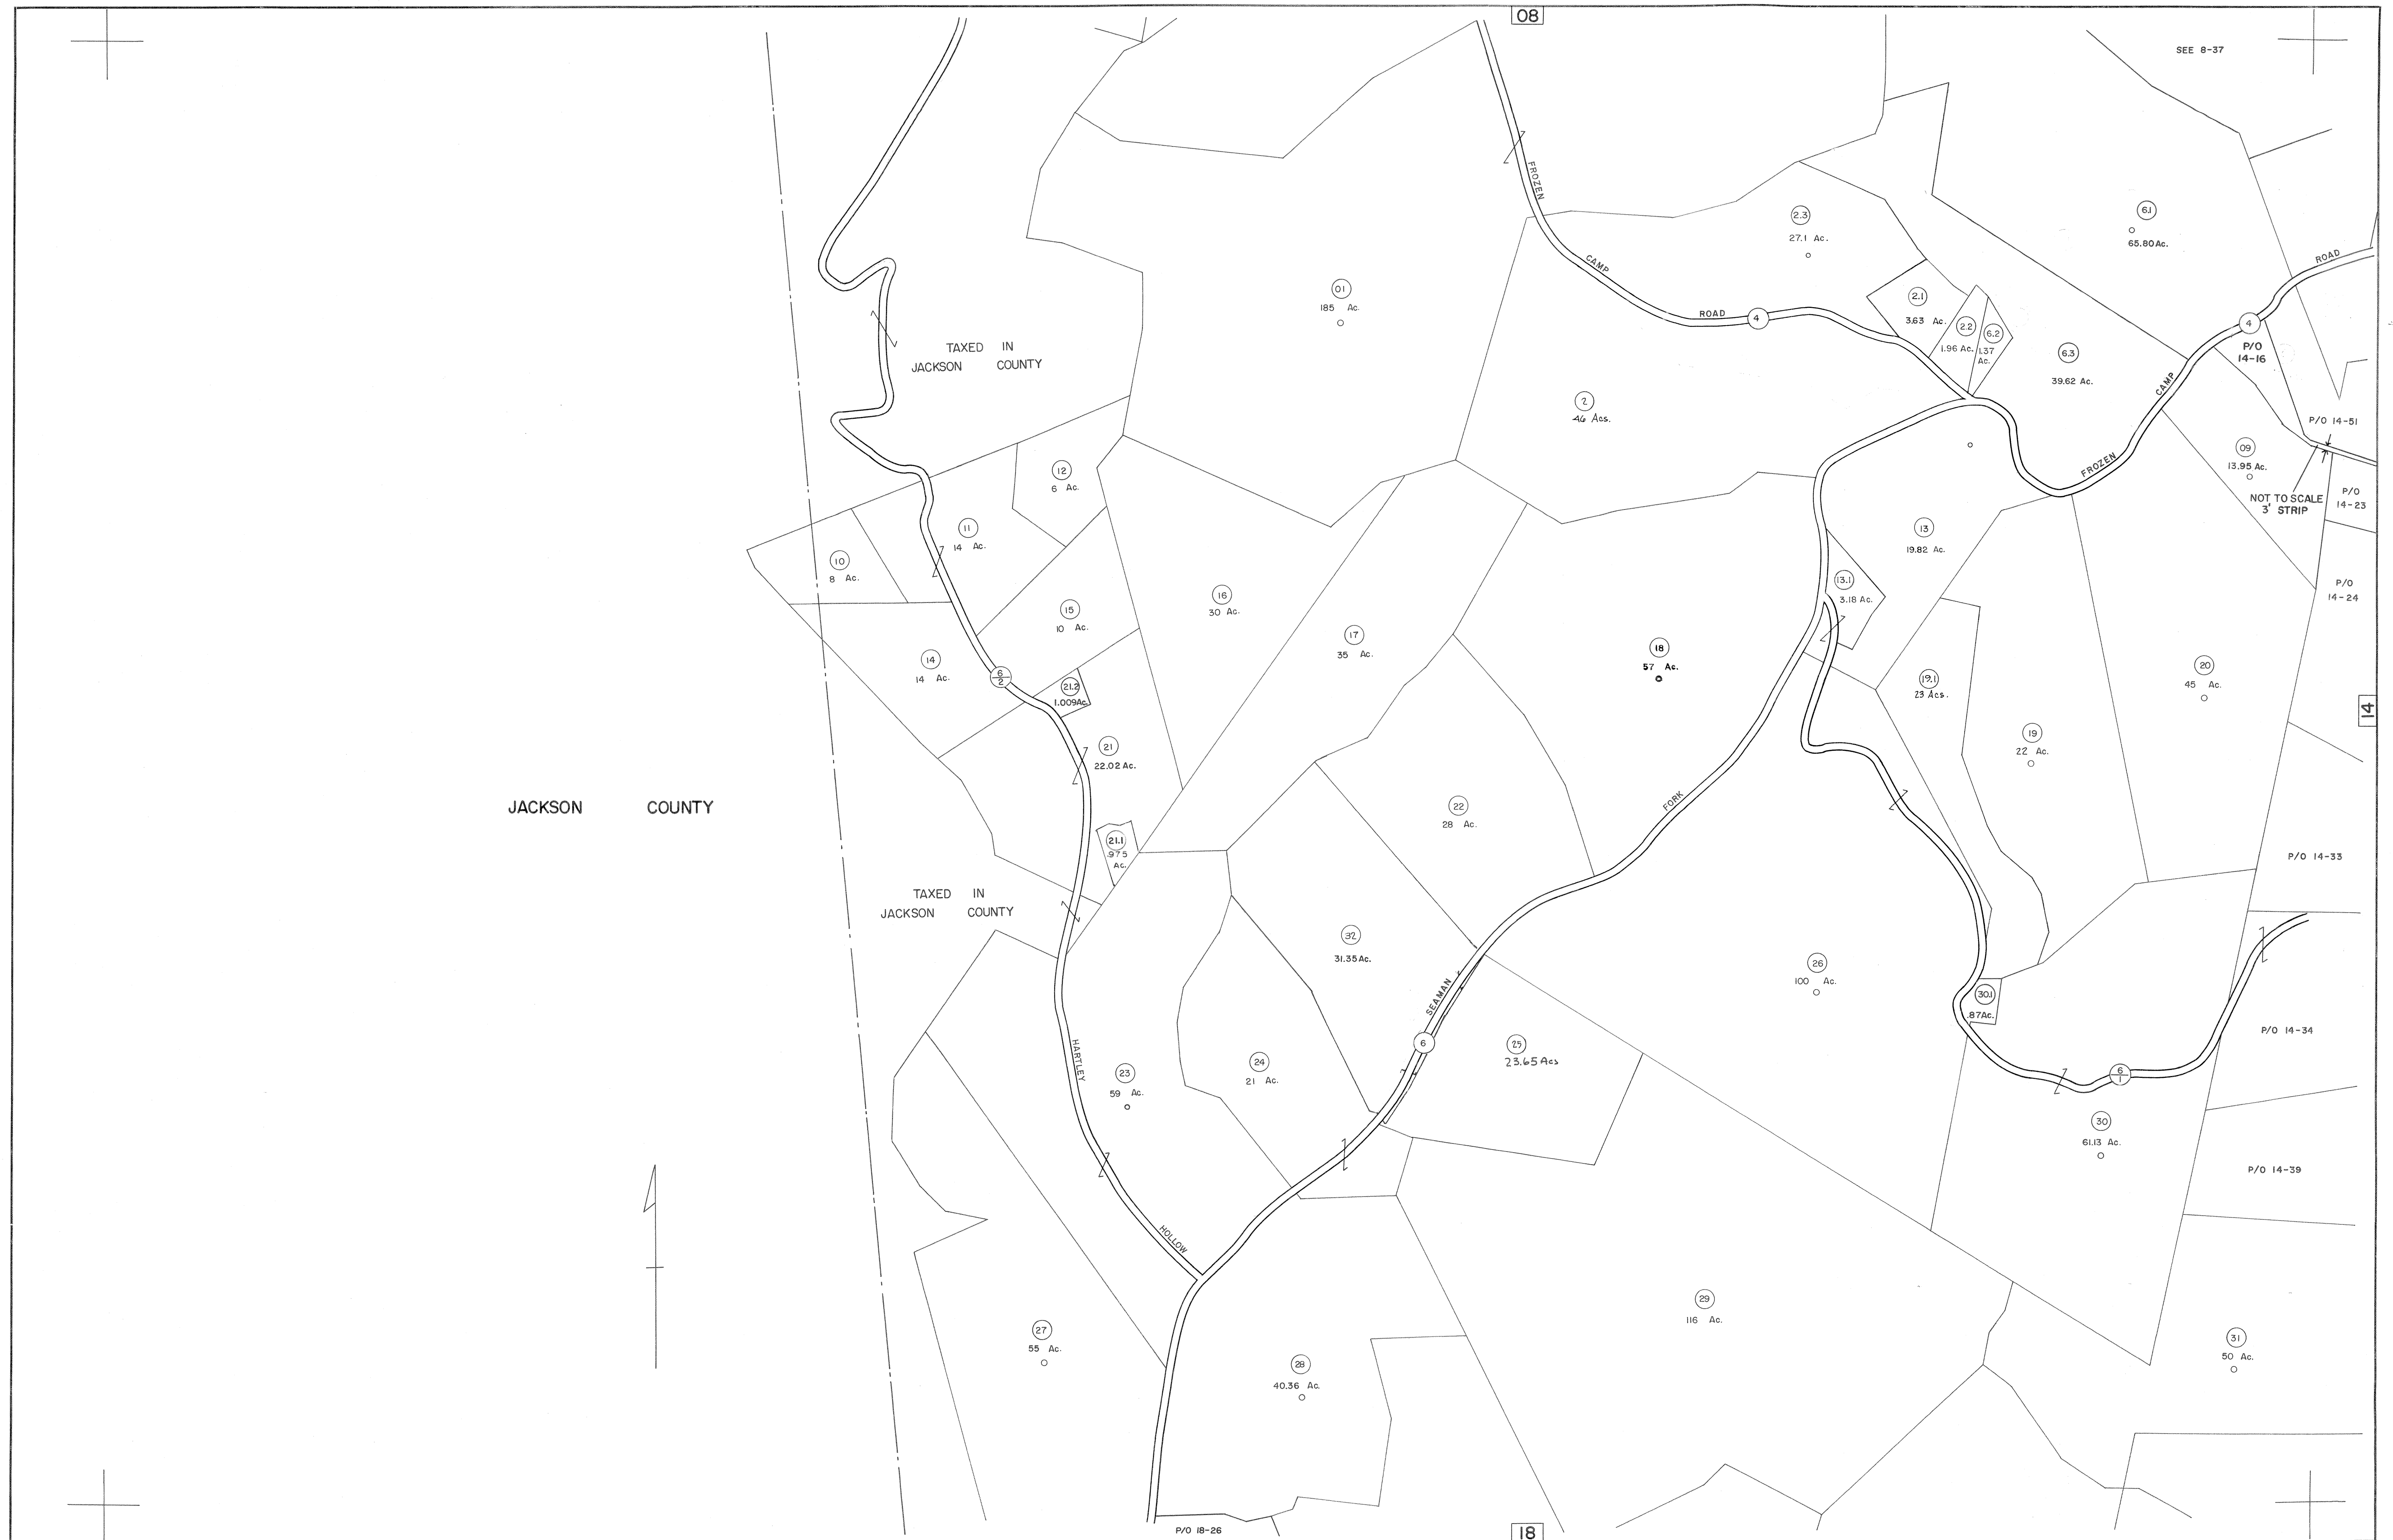 08
SEE 8-37
FROZEN
CAMP
ROAD
4
2.3
27.1 Ac.
6.1
65.80 Ac.
ROAD
4
01
185 Ac.
2.1
3.63 Ac.
2.2
1.96 Ac.
6.2
1.37
Ac.
6.3
39.62 Ac.
P/O
14-16
CAMP
FROZEN
TAXED IN
JACKSON COUNTY
2
46 Acs.
P/O 14-51
09
13.95 Ac.
NOT TO SCALE
3' STRIP
P/O
14-23
12
6 Ac.
11
14 Ac.
10
8 Ac.
13
19.82 Ac.
13.1
3.18 Ac.
P/O
14-24
15
10 Ac.
16
30 Ac.
17
35 Ac.
18
57 Ac.
14
14 Ac.
6
2
21.2
1.009 Ac.
19.1
23 Acs.
20
45 Ac.
14
21
22.02 Ac.
19
22 Ac.
JACKSON COUNTY
22
28 Ac.
FORK
21.1
.975
Ac.
P/O 14-33
TAXED IN
JACKSON COUNTY
32
31.35 Ac.
26
100 Ac.
SEAMAN
30.1
.87 Ac.
6
25
23.65 Acs
P/O 14-34
HARTLEY
23
59 Ac.
24
21 Ac.
6
1
30
61.13 Ac.
P/O 14-39
HOLLOW
29
116 Ac.
27
55 Ac.
28
40.36 Ac.
31
50 Ac.
P/O 18-26
18